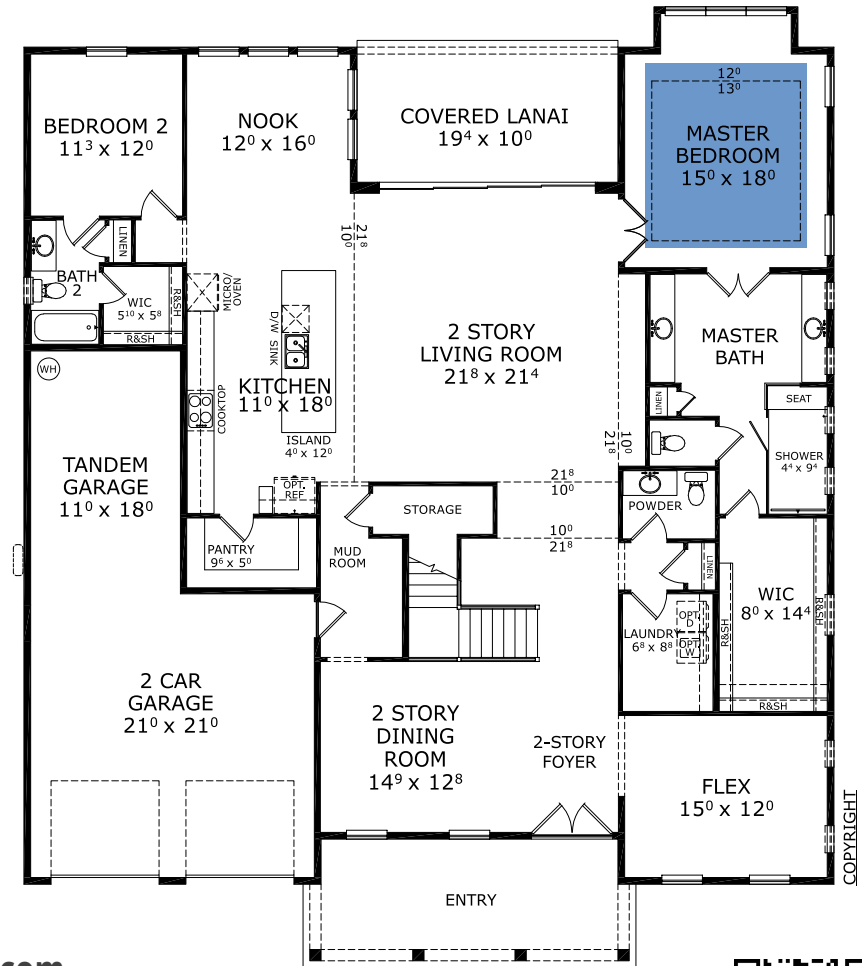 BEDROOM 2
11³ x 12⁰
NOOK
12⁰ x 16⁰
COVERED LANAI
19⁴ x 10⁰
12⁰
13⁰
MASTER
BEDROOM
15⁰ x 18⁰
21⁸
10⁰
LINEN
BATH
2
WIC
5¹⁰ x 5⁸
R&SH
R&SH
MICRO/
OVEN
D/W
SINK
KITCHEN
11⁰ x 18⁰
COOKTOP
ISLAND
4⁰ x 12⁰
OPT.
REF
2 STORY
LIVING ROOM
21⁸ x 21⁴
MASTER
BATH
LINEN
SEAT
SHOWER
4⁴ x 9⁴
10⁰
21⁸
WH
TANDEM
GARAGE
11⁰ x 18⁰
21⁸
10⁰
STORAGE
10⁰
21⁸
POWDER
PANTRY
9⁶ x 5⁰
MUD
ROOM
LINEN
WIC
8⁰ x 14⁴
R&SH
R&SH
R&SH
LAUNDRY
6⁸ x 8⁸
OPT.
D
OPT.
W
2 CAR
GARAGE
21⁰ x 21⁰
2 STORY
DINING
ROOM
14⁹ x 12⁸
2-STORY
FOYER
FLEX
15⁰ x 12⁰
ENTRY
COPYRIGHT